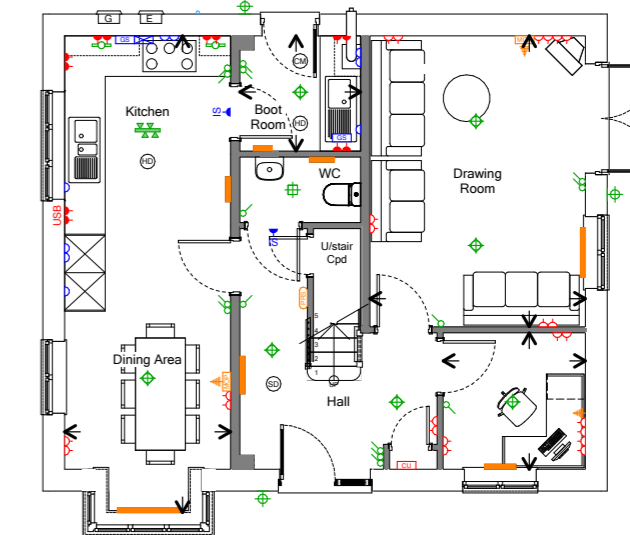 G E
GS
CM
Kitchen
IS
Boot
Room
HD
GS
HD
WC
Drawing
Room
USB
IS
U/stair
Cpd
5
4
3
2
1
Dining Area
SD
Hall
CU